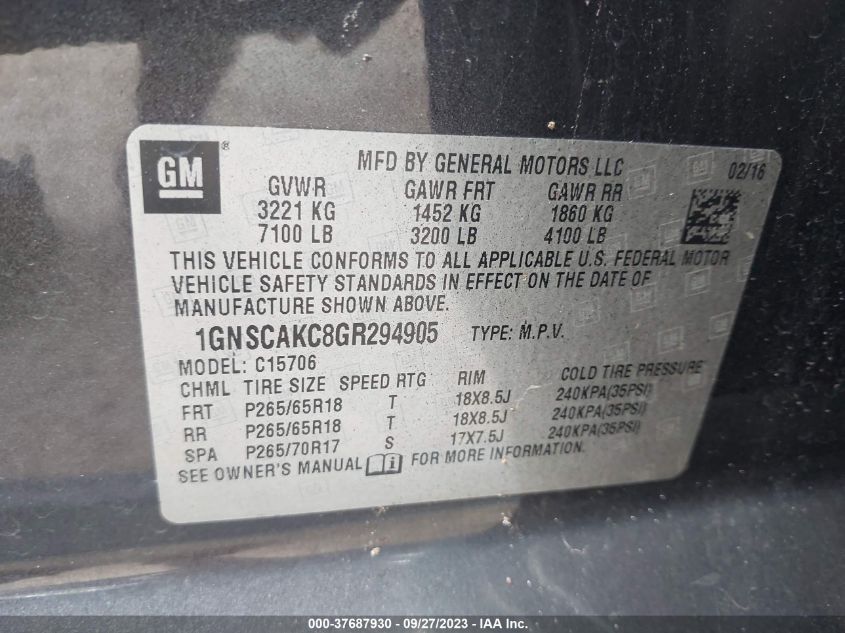 GM ®
MFD BY GENERAL MOTORS LLC 02/16
GVWR GAWR FRT GAWR RR
3221 KG 1452 KG 1860 KG
7100 LB 3200 LB 4100 LB
THIS VEHICLE CONFORMS TO ALL APPLICABLE U.S. FEDERAL MOTOR
VEHICLE SAFETY STANDARDS IN EFFECT ON THE DATE OF
MANUFACTURE SHOWN ABOVE.
1GNSCAKC8GR294905 TYPE: M.P.V.
MODEL: C15706
CHML TIRE SIZE SPEED RTG RIM COLD TIRE PRESSURE
FRT P265/65R18 T 18X8.5J 240KPA(35PSI)
RR P265/65R18 T 18X8.5J 240KPA(35PSI)
SPA P265/70R17 S 17X7.5J 240KPA(35PSI)
SEE OWNER'S MANUAL i FOR MORE INFORMATION.
000-37687930 - 09/27/2023 - IAA Inc.